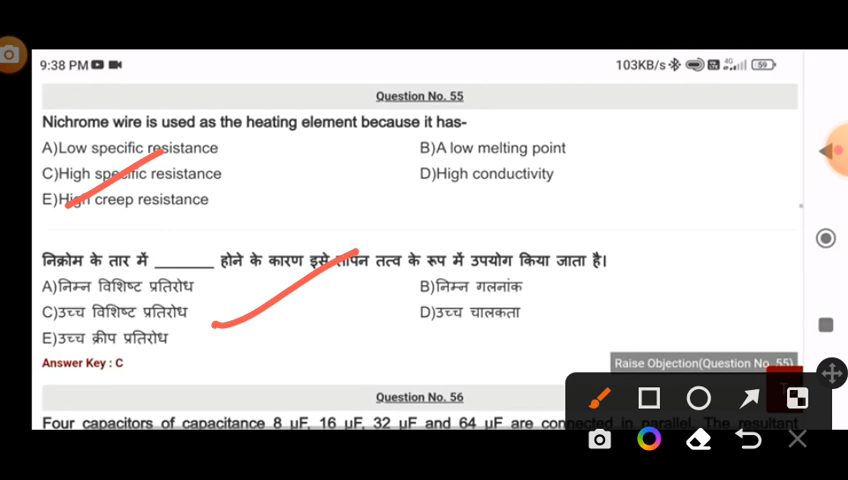 9:38 PM
103KB/s 4G 59
Question No. 55
Nichrome wire is used as the heating element because it has-
A)Low specific resistance B)A low melting point
C)High specific resistance D)High conductivity
E)High creep resistance
निक्रोम के तार में _______ होने के कारण इसे तापन तत्व के रूप में उपयोग किया जाता है।
A)निम्न विशिष्ट प्रतिरोध B)निम्न गलनांक
C)उच्च विशिष्ट प्रतिरोध D)उच्च चालकता
E)उच्च क्रीप प्रतिरोध
Answer Key : C
Raise Objection(Question No. 55)
Question No. 56
Four capacitors of capacitance 8 µF, 16 µF, 32 µF and 64 µF are connected in parallel. The resultant